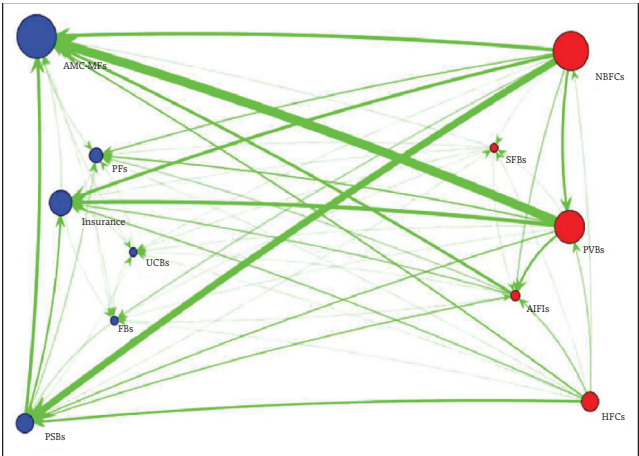 AMC-MFs
NBFCs
SFBs
PFs
Insurance
PVBs
UCBs
AIFIs
FBs
HFCs
PSBs